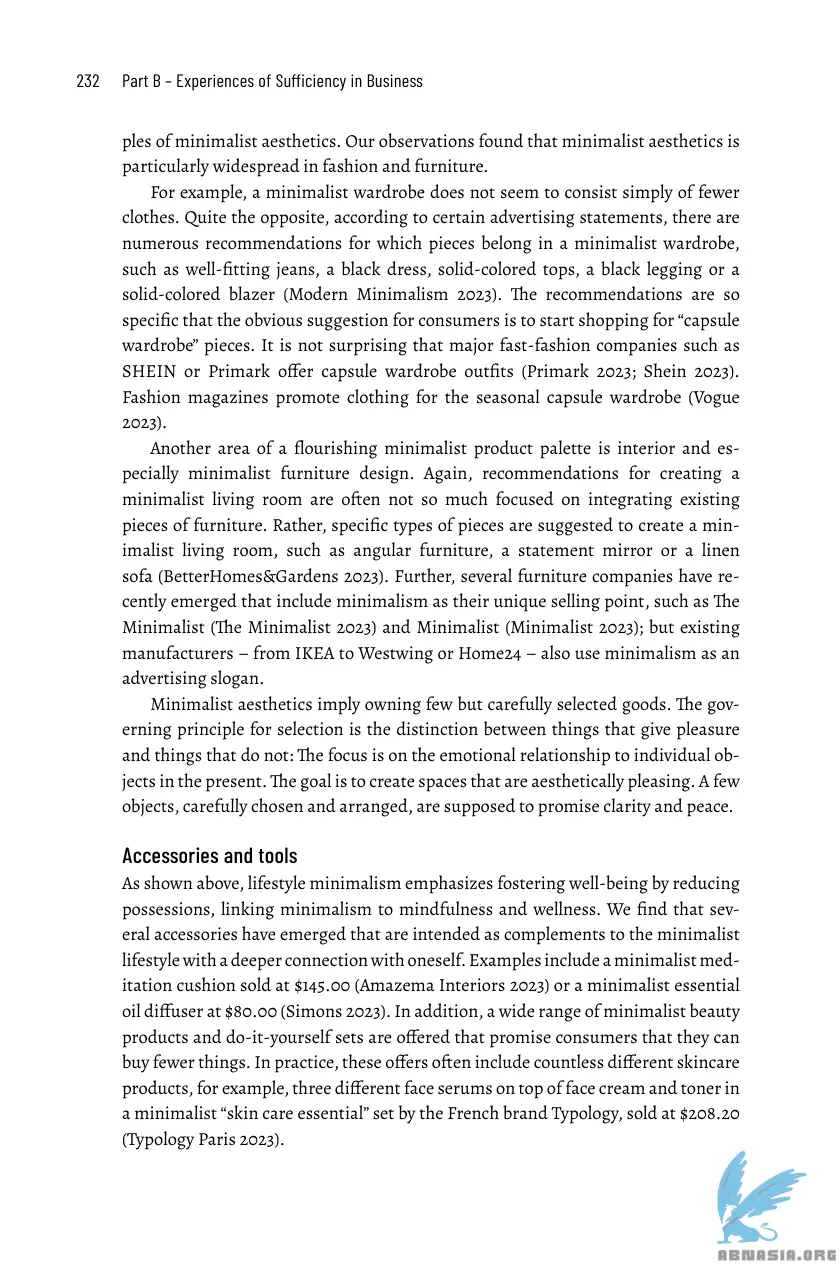 232 Part B – Experiences of Sufficiency in Business
ples of minimalist aesthetics. Our observations found that minimalist aesthetics is
particularly widespread in fashion and furniture.
For example, a minimalist wardrobe does not seem to consist simply of fewer
clothes. Quite the opposite, according to certain advertising statements, there are
numerous recommendations for which pieces belong in a minimalist wardrobe,
such as well-fitting jeans, a black dress, solid-colored tops, a black legging or a
solid-colored blazer (Modern Minimalism 2023). The recommendations are so
specific that the obvious suggestion for consumers is to start shopping for “capsule
wardrobe” pieces. It is not surprising that major fast-fashion companies such as
SHEIN or Primark offer capsule wardrobe outfits (Primark 2023; Shein 2023).
Fashion magazines promote clothing for the seasonal capsule wardrobe (Vogue
2023).
Another area of a flourishing minimalist product palette is interior and es-
pecially minimalist furniture design. Again, recommendations for creating a
minimalist living room are often not so much focused on integrating existing
pieces of furniture. Rather, specific types of pieces are suggested to create a min-
imalist living room, such as angular furniture, a statement mirror or a linen
sofa (BetterHomes&Gardens 2023). Further, several furniture companies have re-
cently emerged that include minimalism as their unique selling point, such as The
Minimalist (The Minimalist 2023) and Minimalist (Minimalist 2023); but existing
manufacturers – from IKEA to Westwing or Home24 – also use minimalism as an
advertising slogan.
Minimalist aesthetics imply owning few but carefully selected goods. The gov-
erning principle for selection is the distinction between things that give pleasure
and things that do not: The focus is on the emotional relationship to individual ob-
jects in the present. The goal is to create spaces that are aesthetically pleasing. A few
objects, carefully chosen and arranged, are supposed to promise clarity and peace.
Accessories and tools
As shown above, lifestyle minimalism emphasizes fostering well-being by reducing
possessions, linking minimalism to mindfulness and wellness. We find that sev-
eral accessories have emerged that are intended as complements to the minimalist
lifestyle with a deeper connection with oneself. Examples include a minimalist med-
itation cushion sold at $145.00 (Amazema Interiors 2023) or a minimalist essential
oil diffuser at $80.00 (Simons 2023). In addition, a wide range of minimalist beauty
products and do-it-yourself sets are offered that promise consumers that they can
buy fewer things. In practice, these offers often include countless different skincare
products, for example, three different face serums on top of face cream and toner in
a minimalist “skin care essential” set by the French brand Typology, sold at $208.20
(Typology Paris 2023).
ABNASIA.ORG